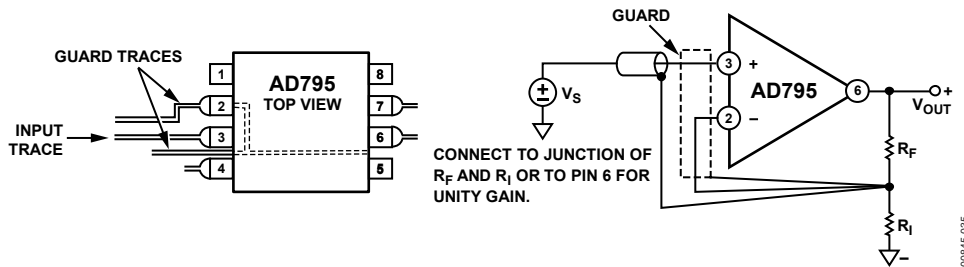 GUARD TRACES
INPUT
TRACE
1
2
3
4
AD795
TOP VIEW
8
7
6
5
GUARD
VS
CONNECT TO JUNCTION OF
RF AND RI OR TO PIN 6 FOR
UNITY GAIN.
3
+
2
−
AD795
6
+
VOUT
RF
RI
−
00845-035